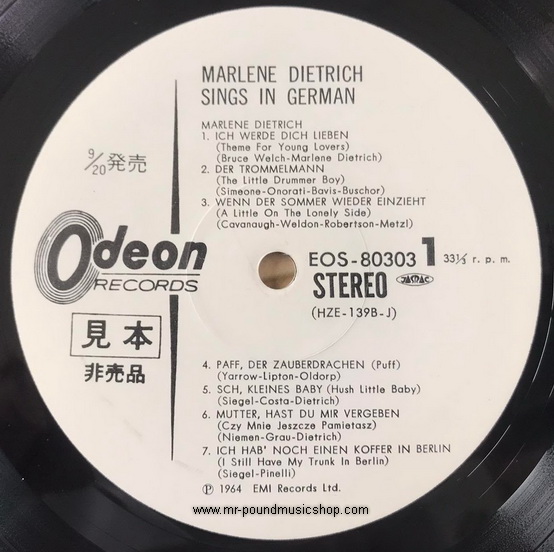 MARLENE DIETRICH
SINGS IN GERMAN
MARLENE DIETRICH
1. ICH WERDE DICH LIEBEN
(Theme For Young Lovers)
(Bruce Welch-Marlene Dietrich)
2. DER TROMMELMANN
(The Little Drummer Boy)
(Simeone-Onorati-Bavis-Buschor)
3. WENN DER SOMMER WIEDER EINZIEHT
(A Little On The Lonely Side)
(Cavanaugh-Weldon-Robertson-Metzl)
9/20発売
Odeon
RECORDS
EOS-80303 1 33⅓ r. p. m.
STEREO JASRAC
(HZE-139B-J)
見本
非売品
4. PAFF, DER ZAUBERDRACHEN (Puff)
(Yarrow-Lipton-Oldorp)
5. SCH, KLEINES BABY (Hush Little Baby)
(Siegel-Costa-Dietrich)
6. MUTTER, HAST DU MIR VERGEBEN
(Czy Mnie Jeszcze Pamietasz)
(Niemen-Grau-Dietrich)
7. ICH HAB' NOCH EINEN KOFFER IN BERLIN
(I Still Have My Trunk In Berlin)
(Siegel-Pinelli)
℗ 1964 EMI Records Ltd.
www.mr-poundmusicshop.com